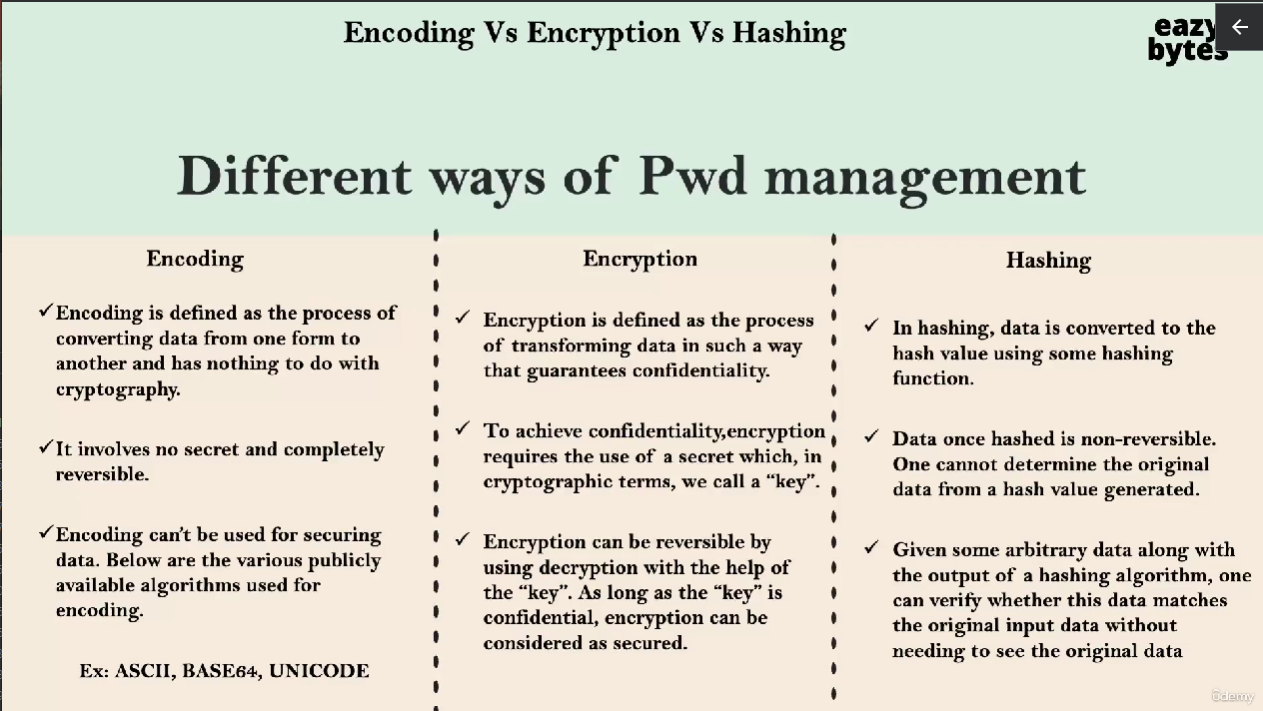 Encoding Vs Encryption Vs Hashing
eazy
bytes
Different ways of Pwd management
Encoding
✓Encoding is defined as the process of
converting data from one form to
another and has nothing to do with
cryptography.
✓It involves no secret and completely
reversible.
✓Encoding can't be used for securing
data. Below are the various publicly
available algorithms used for
encoding.
Ex: ASCII, BASE64, UNICODE
Encryption
✓ Encryption is defined as the process
of transforming data in such a way
that guarantees confidentiality.
✓ To achieve confidentiality,encryption
requires the use of a secret which, in
cryptographic terms, we call a “key”.
✓ Encryption can be reversible by
using decryption with the help of
the “key”. As long as the “key” is
confidential, encryption can be
considered as secured.
Hashing
✓ In hashing, data is converted to the
hash value using some hashing
function.
✓ Data once hashed is non-reversible.
One cannot determine the original
data from a hash value generated.
✓ Given some arbitrary data along with
the output of a hashing algorithm, one
can verify whether this data matches
the original input data without
needing to see the original data
ûdemy